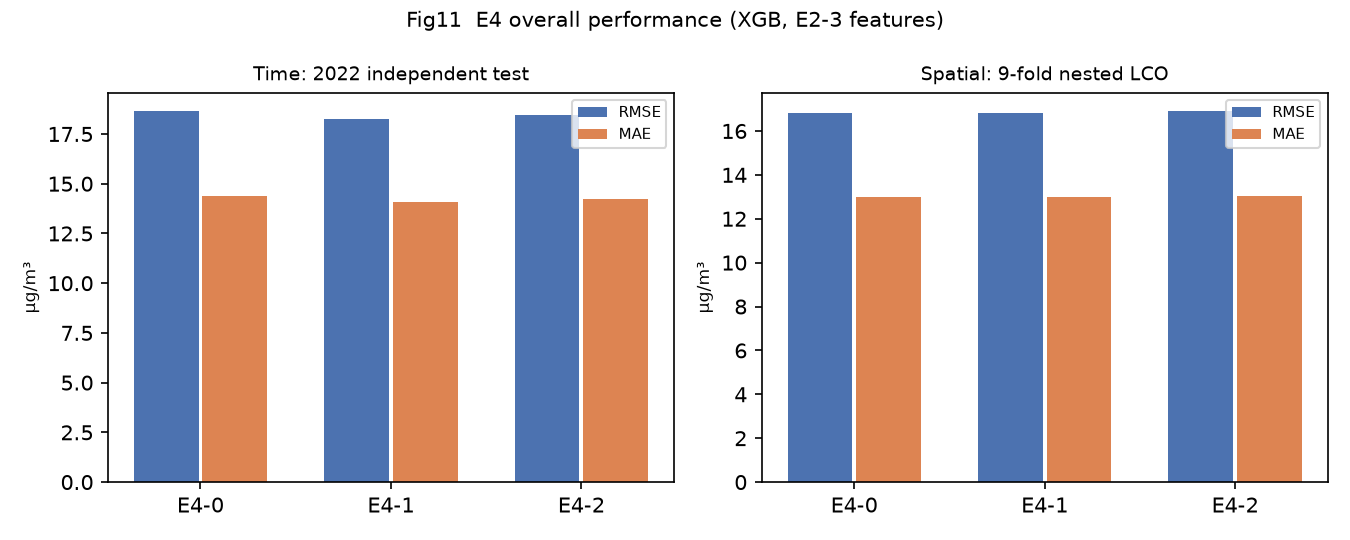 Fig11  E4 overall performance (XGB, E2-3 features)
Time: 2022 independent test
µg/m³
17.5
15.0
12.5
10.0
7.5
5.0
2.5
0.0
RMSE
MAE
E4-0
E4-1
E4-2
Spatial: 9-fold nested LCO
µg/m³
16
14
12
10
8
6
4
2
0
RMSE
MAE
E4-0
E4-1
E4-2